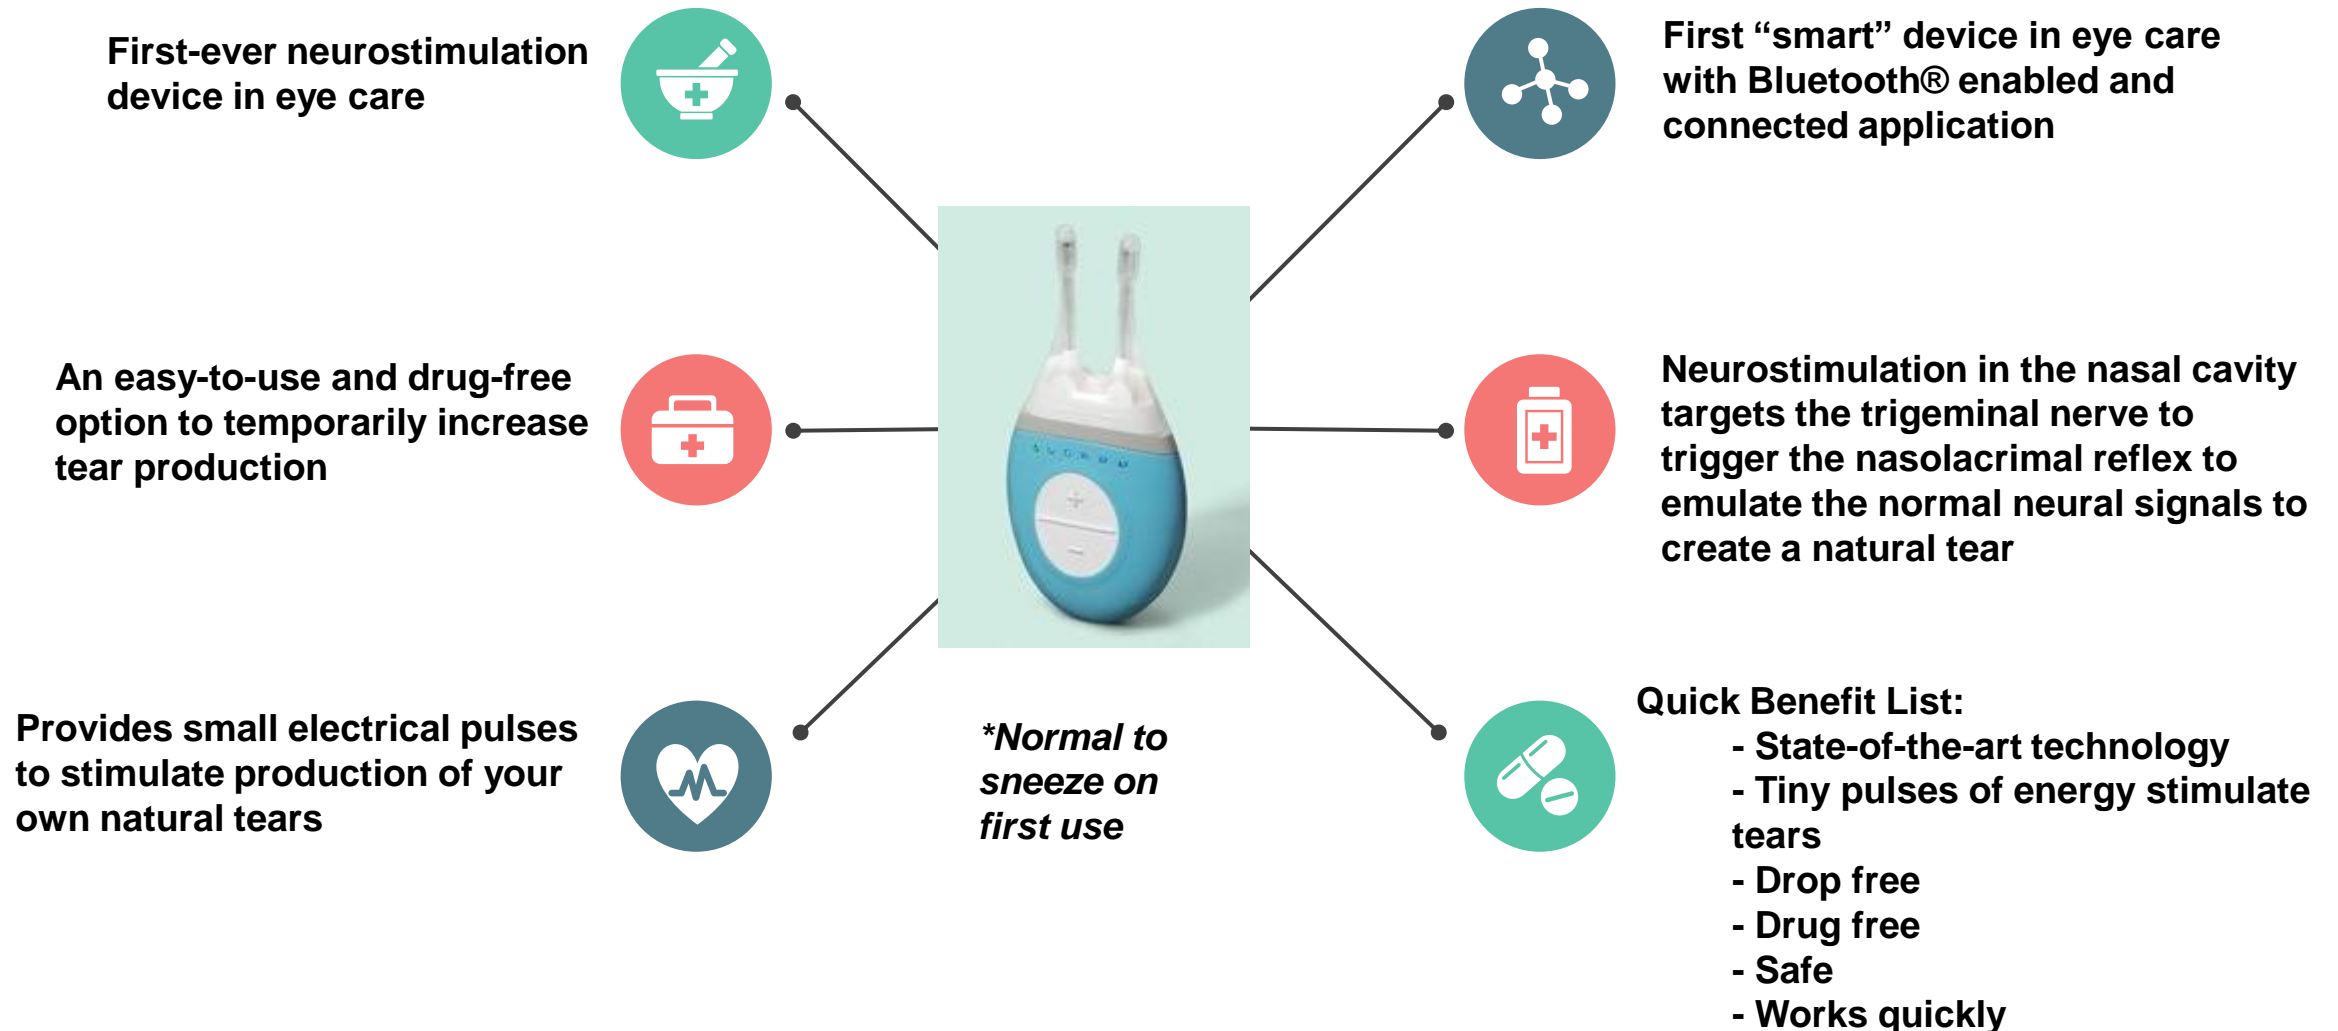 First-ever neurostimulation
device in eye care
First “smart” device in eye care
with Bluetooth® enabled and
connected application
An easy-to-use and drug-free
option to temporarily increase
tear production
Neurostimulation in the nasal cavity
targets the trigeminal nerve to
trigger the nasolacrimal reflex to
emulate the normal neural signals to
create a natural tear
Provides small electrical pulses
to stimulate production of your
own natural tears
*Normal to
sneeze on
first use
Quick Benefit List:
- State-of-the-art technology
- Tiny pulses of energy stimulate
tears
- Drop free
- Drug free
- Safe
- Works quickly